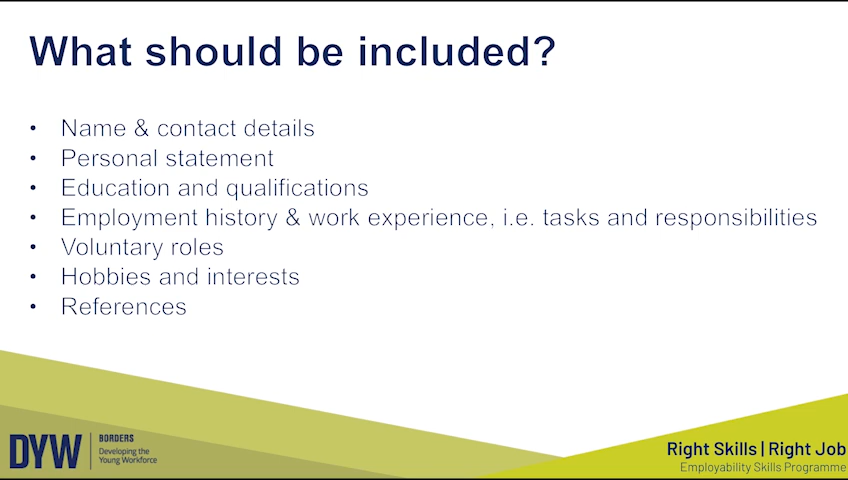 What should be included?
• Name & contact details
• Personal statement
• Education and qualifications
• Employment history & work experience, i.e. tasks and responsibilities
• Voluntary roles
• Hobbies and interests
• References
DYW
BORDERS
Developing the
Young Workforce
Right Skills | Right Job
Employability Skills Programme